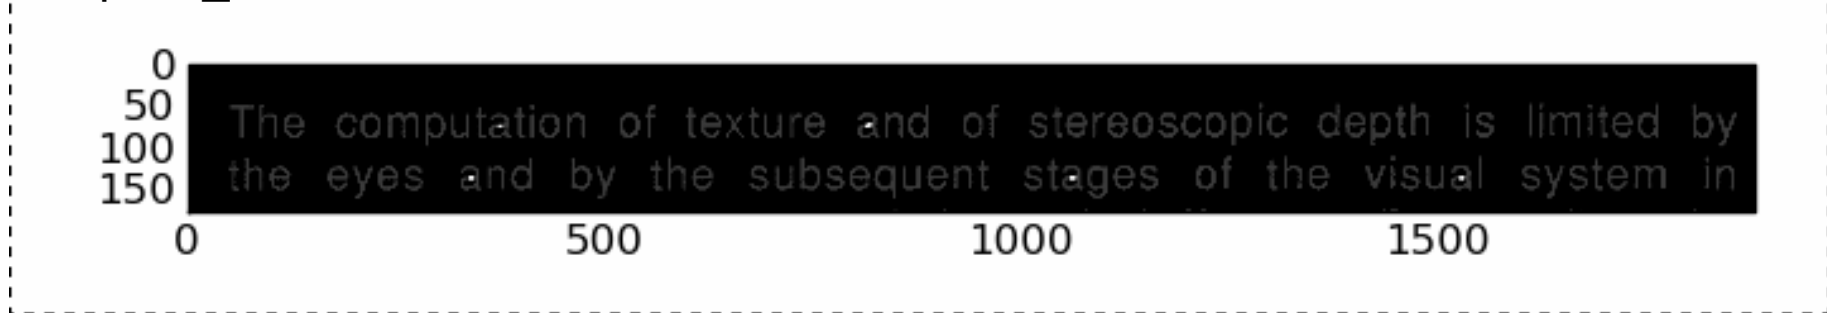 0
50
100
150
The computation of texture and of stereoscopic depth is limited by
the eyes and by the subsequent stages of the visual system in
0 500 1000 1500